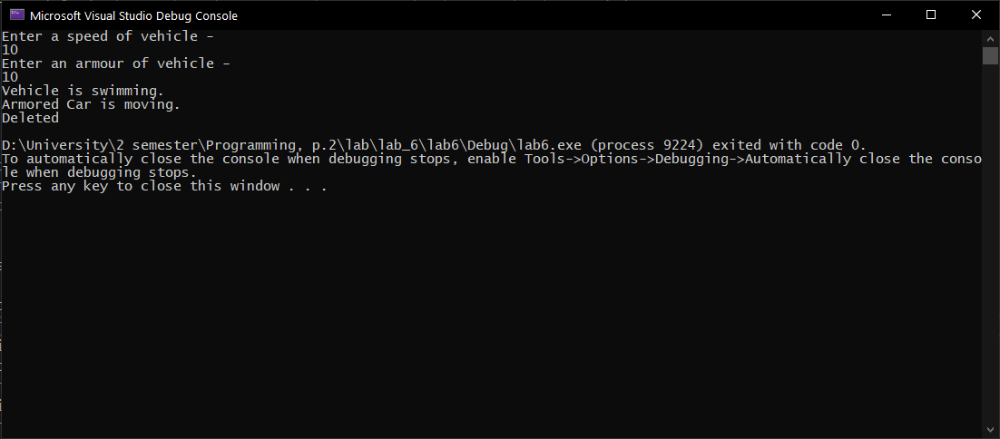 Microsoft Visual Studio Debug Console
Enter a speed of vehicle -
10
Enter an armour of vehicle -
10
Vehicle is swimming.
Armored Car is moving.
Deleted
D:\University\2 semester\Programming, p.2\lab\lab_6\lab6\Debug\lab6.exe (process 9224) exited with code 0.
To automatically close the console when debugging stops, enable Tools->Options->Debugging->Automatically close the conso
le when debugging stops.
Press any key to close this window . . .